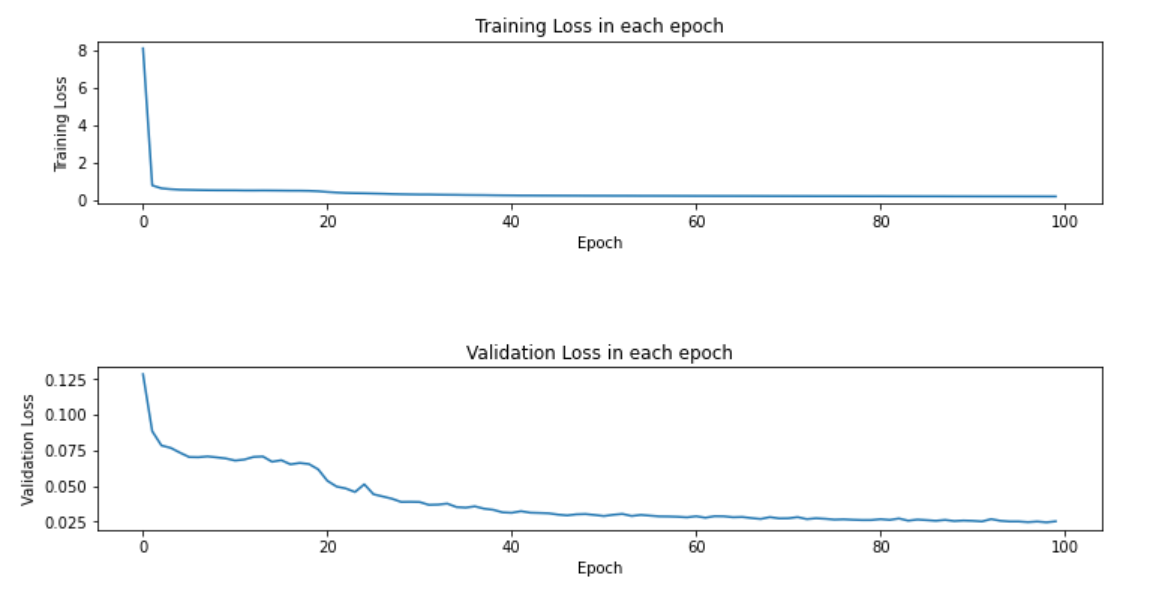 Training Loss in each epoch
8
6
4
2
0
Training Loss
0 20 40 60 80 100
Epoch
Validation Loss in each epoch
0.125
0.100
0.075
0.050
0.025
Validation Loss
0 20 40 60 80 100
Epoch